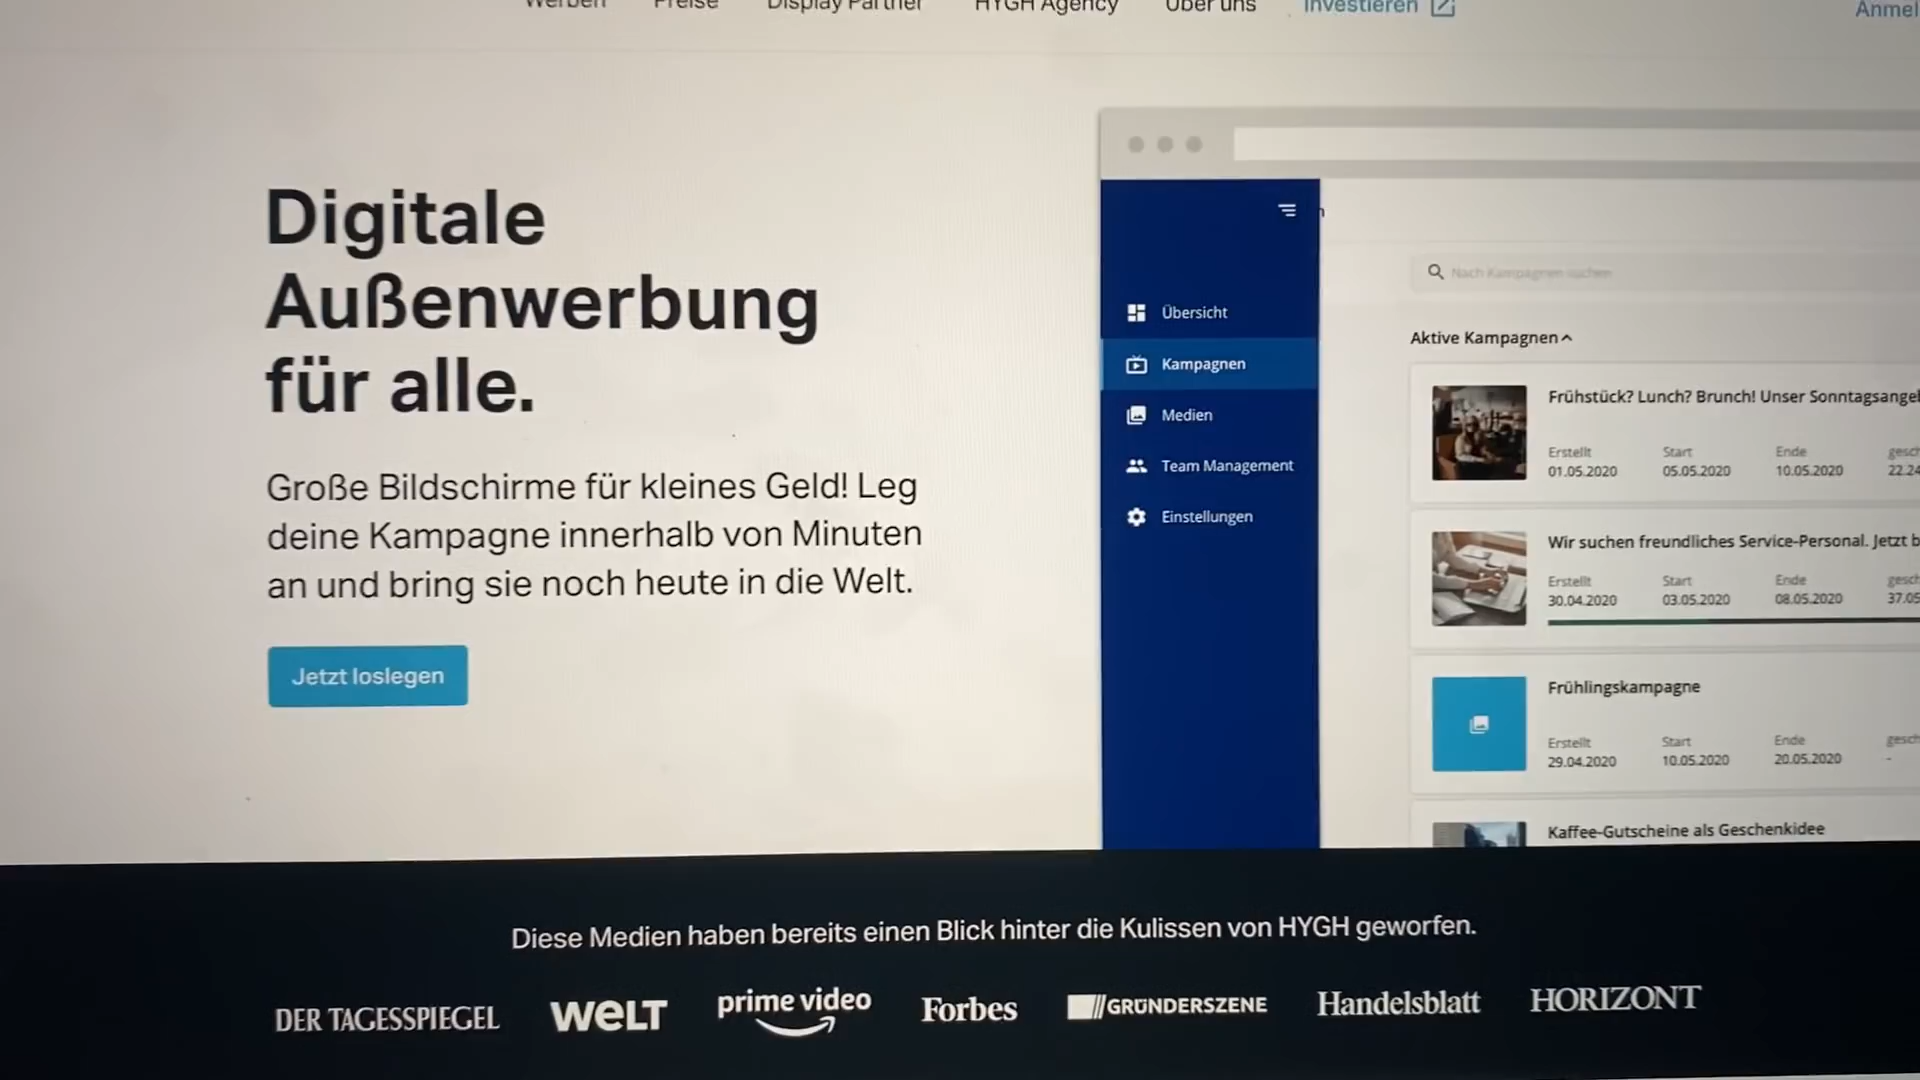 Werben Preise Display Partner HYGH Agency Über uns Investieren
Digitale
Außenwerbung
für alle.
Große Bildschirme für kleines Geld! Leg
deine Kampagne innerhalb von Minuten
an und bring sie noch heute in die Welt.
Jetzt loslegen
Übersicht
Kampagnen
Medien
Team Management
Einstellungen
Nach Kampagnen suchen
Aktive Kampagnen
Frühstück? Lunch? Brunch! Unser
Erstellt Start Ende
01.05.2020 05.05.2020 10.05.2020
Wir suchen freundliches Service-Personal. Jetzt
Erstellt Start Ende
30.04.2020 03.05.2020 08.05.2020
Frühlingskampagne
Erstellt Start Ende
29.04.2020 10.05.2020 20.05.2020 -
Kaffee-Gutscheine als Geschenkidee
Diese Medien haben bereits einen Blick hinter die Kulissen von HYGH geworfen.
DER TAGESSPIEGEL WELT prime video Forbes GRÜNDERSZENE Handelsblatt HORIZONT